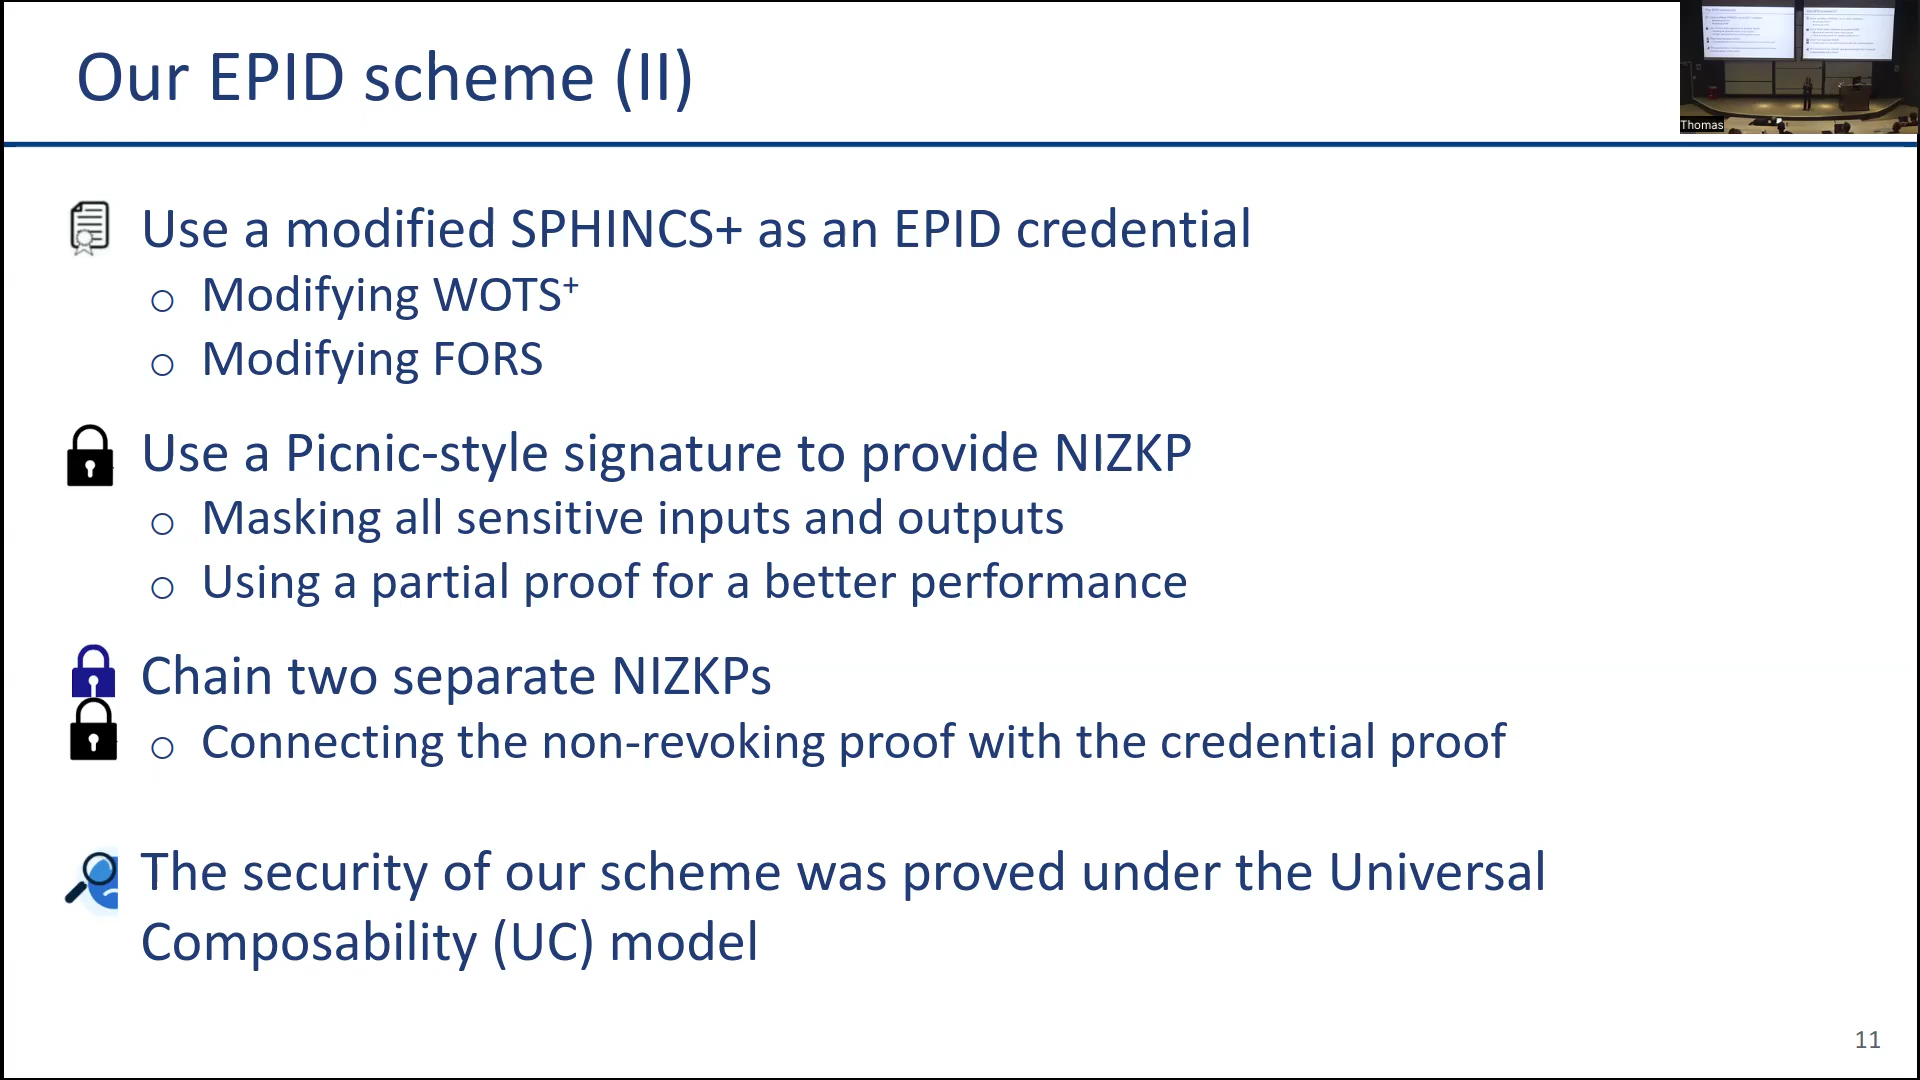 Our EPID scheme (II)
Thomas
Use a modified SPHINCS+ as an EPID credential
o Modifying WOTS⁺
o Modifying FORS
Use a Picnic-style signature to provide NIZKP
o Masking all sensitive inputs and outputs
o Using a partial proof for a better performance
Chain two separate NIZKPs
o Connecting the non-revoking proof with the credential proof
The security of our scheme was proved under the Universal
Composability (UC) model
11